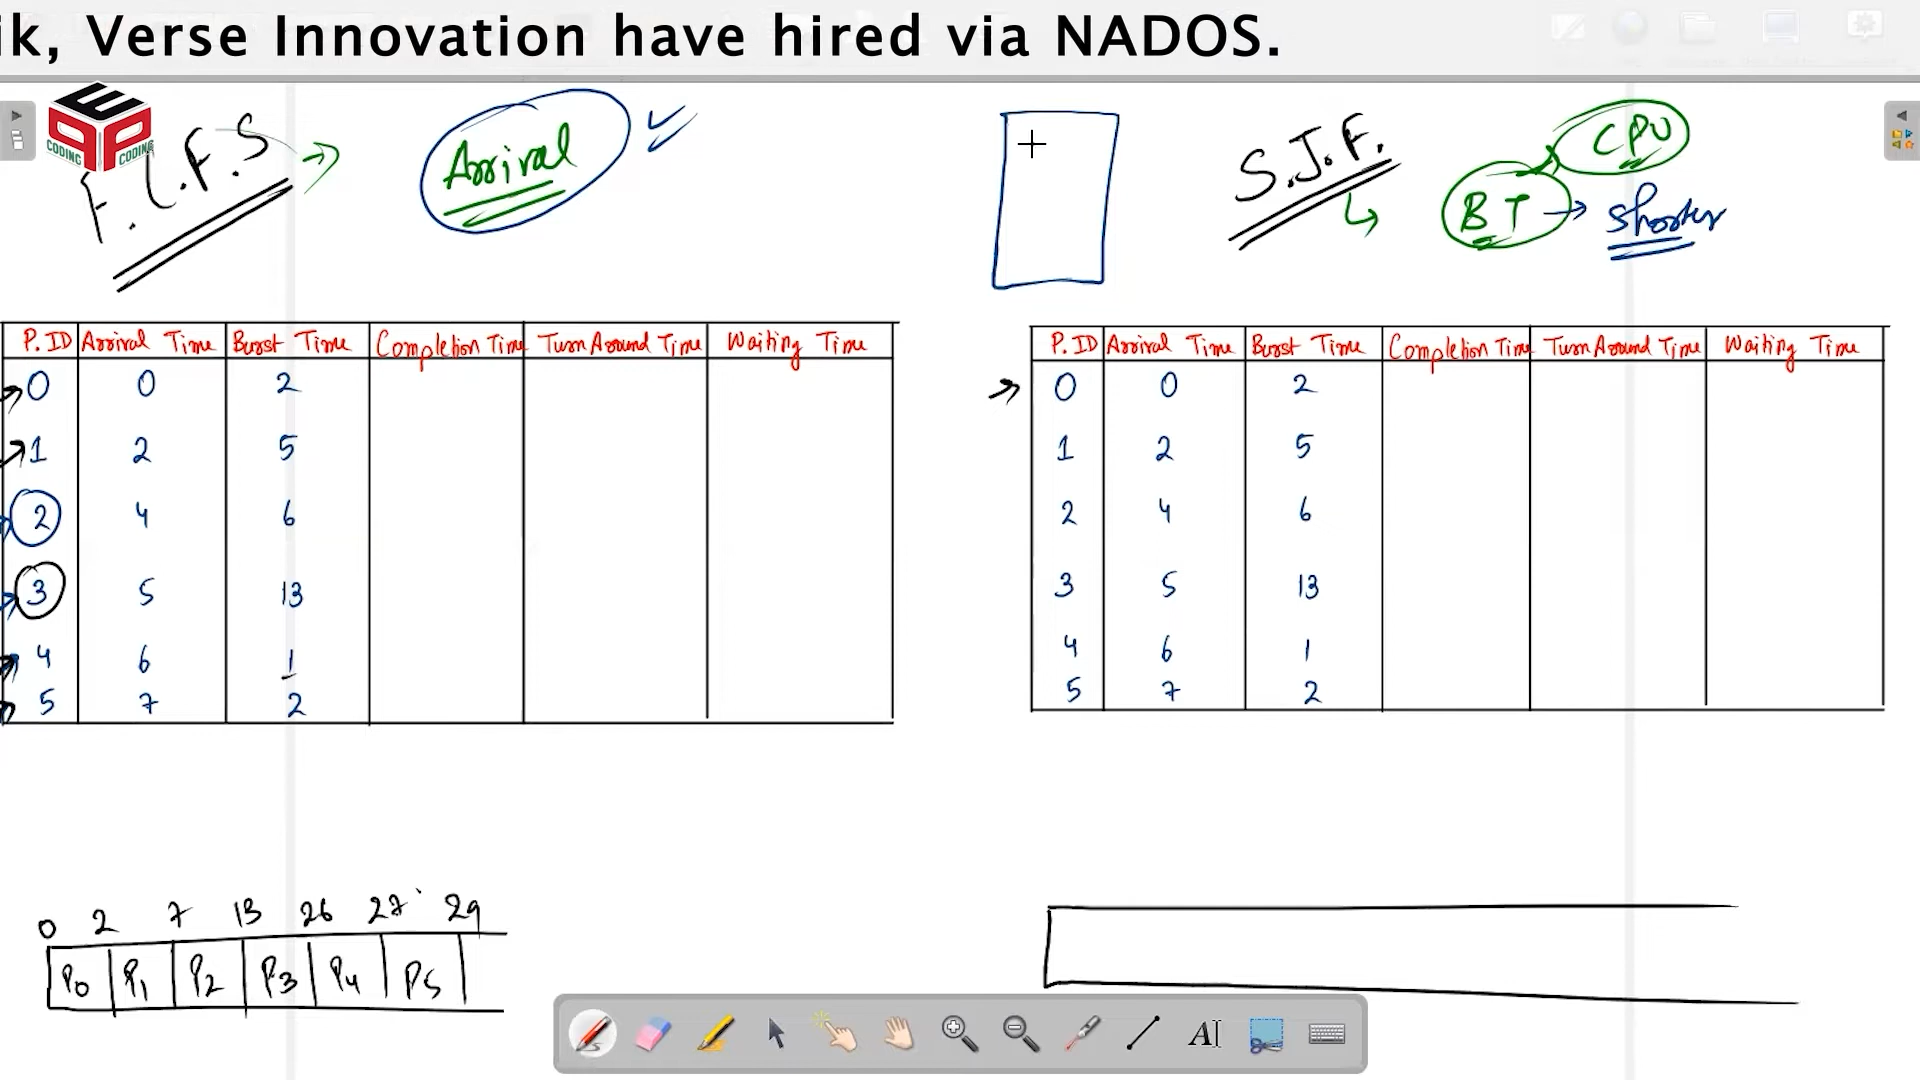 ik, Verse Innovation have hired via NADOS.
PEP
CODING CODING
F.C.F.S
Arrival
S.J.F.
CPU
BT → Shorter
P.ID Arrival Time Burst Time Completion Time Turn Around Time Waiting Time
0 0 2
1 2 5
2 4 6
3 5 13
4 6 1
5 7 2
P.ID Arrival Time Burst Time Completion Time Turn Around Time Waiting Time
0 0 2
1 2 5
2 4 6
3 5 13
4 6 1
5 7 2
0 2 7 13 26 27 29
P0 P1 P2 P3 P4 P5
A